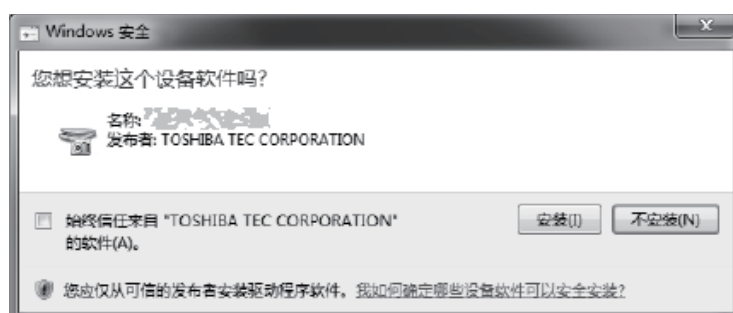 Windows 安全
您想安装这个设备软件吗?
名称:
发布者: TOSHIBA TEC CORPORATION
始终信任来自 "TOSHIBA TEC CORPORATION"
的软件(A)。
安装(I)
不安装(N)
您应仅从可信的发布者安装驱动程序软件。我如何确定哪些设备软件可以安全安装?